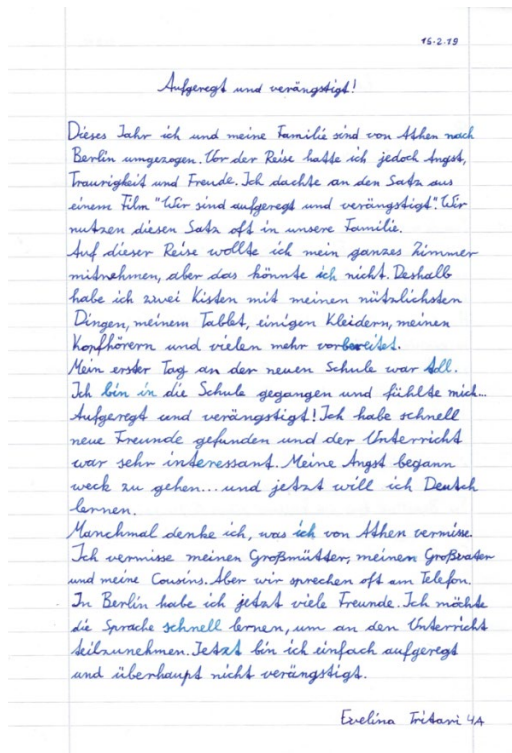 15.2.19
Aufgeregt und verängstigt!
Dieses Jahr ich und meine Familie sind von Athen nach
Berlin umgezogen. Vor der Reise hatte ich jedoch Angst,
Traurigkeit und Freude. Ich dachte an den Satz aus
einem Film "Wir sind aufgeregt und verängstigt". Wir
nutzen diesen Satz oft in unsere Familie.
Auf dieser Reise wollte ich mein ganzes Zimmer
mitnehmen, aber das könnte ich nicht. Deshalb
habe ich zwei Kisten mit meinen nützlichsten
Dingen, meinem Tablet, einigen Kleidern, meinen
Kopfhörern und vielen mehr vorbereitet.
Mein erster Tag an der neuen Schule war toll.
Ich bin in die Schule gegangen und fühlte mich...
Aufgeregt und verängstigt! Ich habe schnell
neue Freunde gefunden und der Unterricht
war sehr interessant. Meine Angst begann
weck zu gehen... und jetzt will ich Deutch
lernen.
Manchmal denke ich, was ich von Athen vermisse.
Ich vermisse meinen Großmütter, meinen Großvater
und meine Cousins. Aber wir sprechen oft am Telefon.
In Berlin habe ich jetzt viele Freunde. Ich möchte
die Sprache schnell lernen, um an den Unterricht
teilzunehmen. Jetzt bin ich einfach aufgeregt
und überhaupt nicht verängstigt.
Evelina Tritari 4A